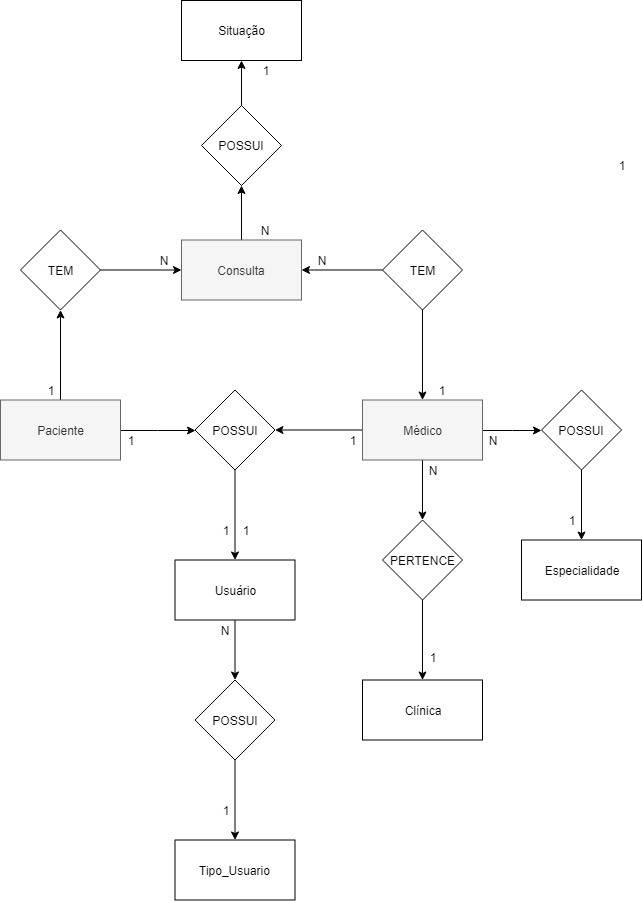 Situação
1
POSSUI
1
N
TEM
N
Consulta
N
TEM
1
1
Paciente
1
POSSUI
1
Médico
N
POSSUI
N
1
1
1
PERTENCE
Especialidade
Usuário
N
1
POSSUI
Clínica
1
Tipo_Usuario